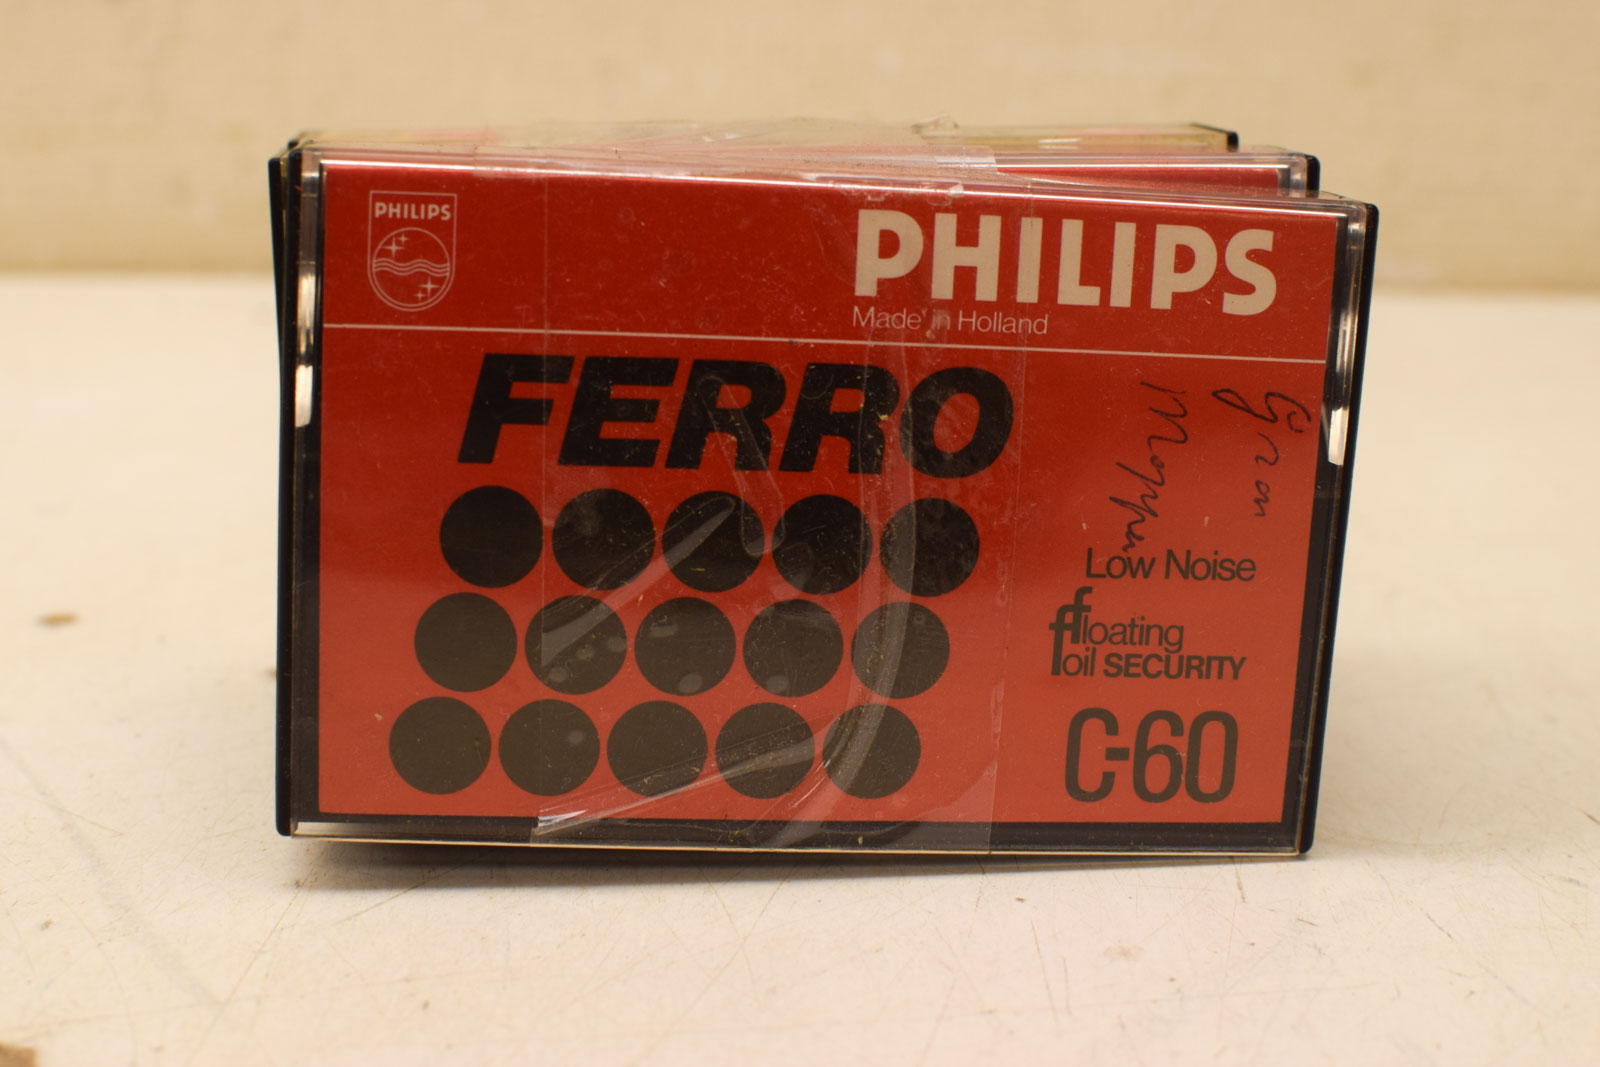 PHILIPS
PHILIPS
Made in Holland
FERRO
Low Noise
floating
foil SECURITY
C-60